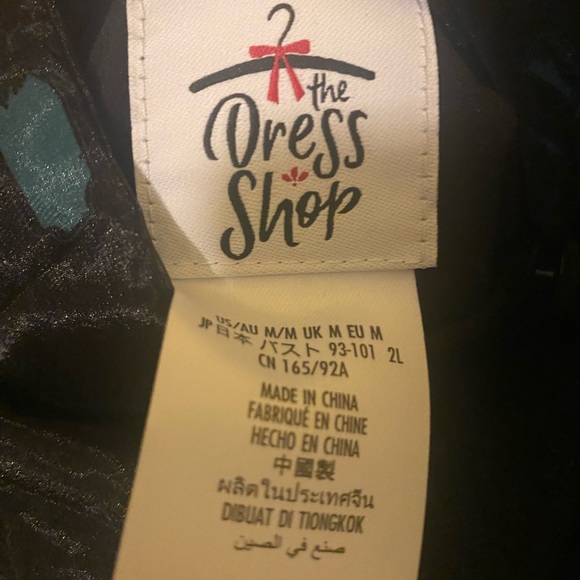 the
Dress
Shop
US/AU M/M UK M EU M
JP 日本 バスト 93-101 2L
CN 165/92A
MADE IN CHINA
FABRIQUÉ EN CHINE
HECHO EN CHINA
中國製
ผลิตในประเทศจีน
DIBUAT DI TIONGKOK
صنع في الصين